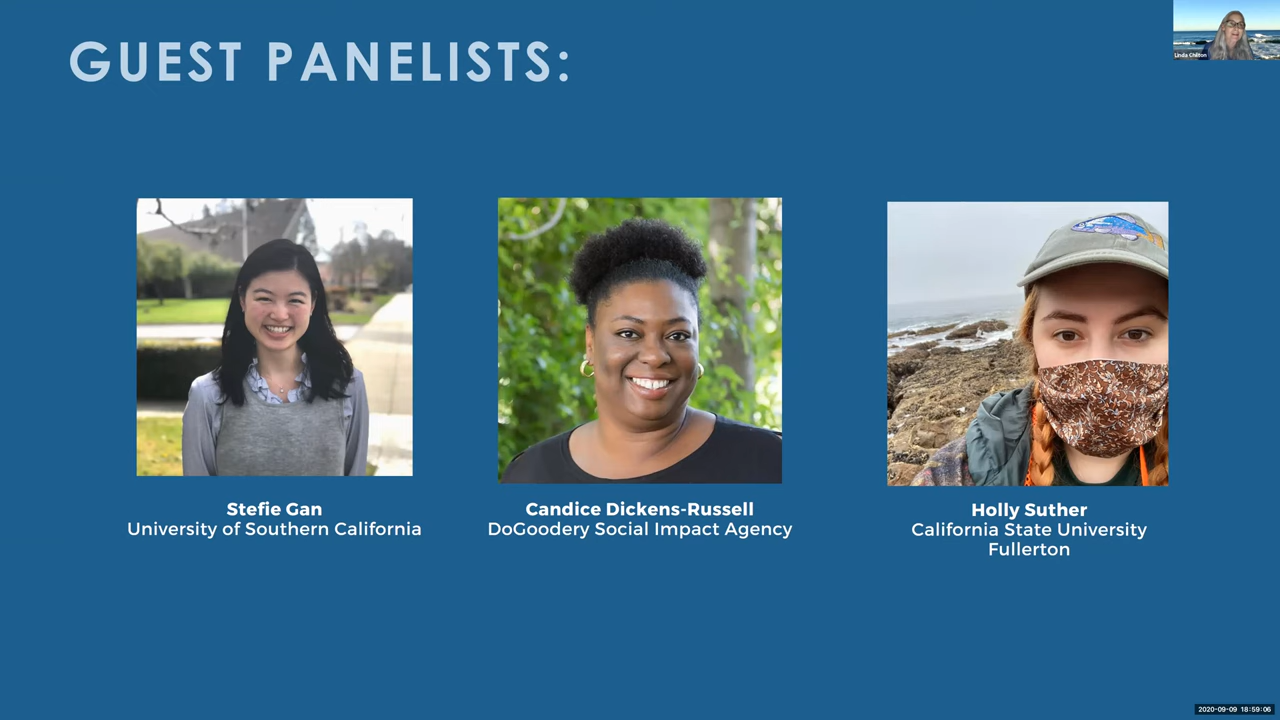 GUEST PANELISTS:
Linda Chilton
Stefie Gan
University of Southern California
Candice Dickens-Russell
DoGoodery Social Impact Agency
Holly Suther
California State University
Fullerton
2020-09-09 18:59:06